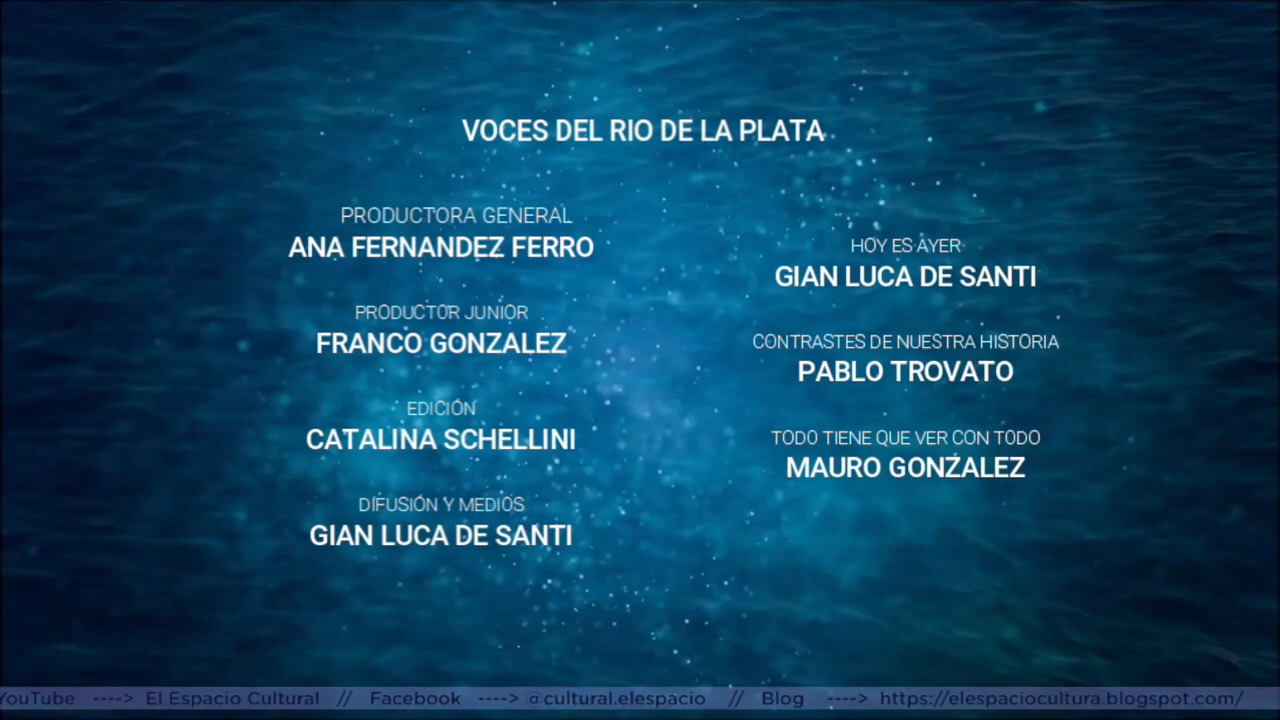 VOCES DEL RIO DE LA PLATA
PRODUCTORA GENERAL
ANA FERNANDEZ FERRO
PRODUCTOR JUNIOR
FRANCO GONZALEZ
EDICIÓN
CATALINA SCHELLINI
DIFUSIÓN Y MEDIOS
GIAN LUCA DE SANTI
HOY ES AYER
GIAN LUCA DE SANTI
CONTRASTES DE NUESTRA HISTORIA
PABLO TROVATO
TODO TIENE QUE VER CON TODO
MAURO GONZALEZ
YouTube ----> El Espacio Cultural // Facebook ----> @cultural.elespacio // Blog ----> https://elespaciocultura.blogspot.com/